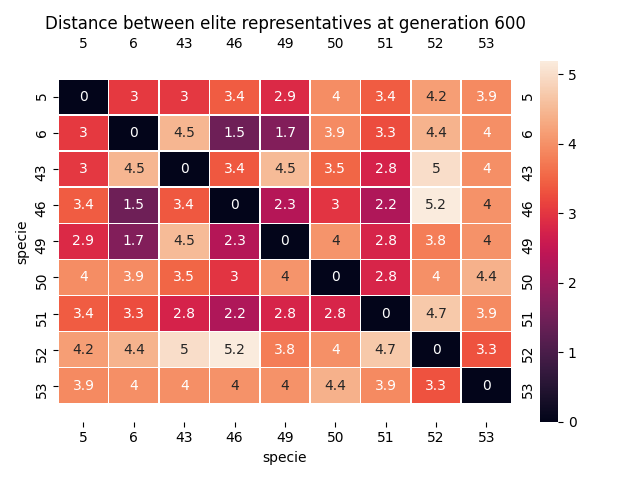 Distance between elite representatives at generation 600
5 6 43 46 49 50 51 52 53
5 0 3 3 3.4 2.9 4 3.4 4.2 3.9 5
6 3 0 4.5 1.5 1.7 3.9 3.3 4.4 4 6
43 3 4.5 0 3.4 4.5 3.5 2.8 5 4 43
46 3.4 1.5 3.4 0 2.3 3 2.2 5.2 4 46
49 2.9 1.7 4.5 2.3 0 4 2.8 3.8 4 49
50 4 3.9 3.5 3 4 0 2.8 4 4.4 50
51 3.4 3.3 2.8 2.2 2.8 2.8 0 4.7 3.9 51
52 4.2 4.4 5 5.2 3.8 4 4.7 0 3.3 52
53 3.9 4 4 4 4 4.4 3.9 3.3 0 53
5 6 43 46 49 50 51 52 53
specie
specie
5
4
3
2
1
0